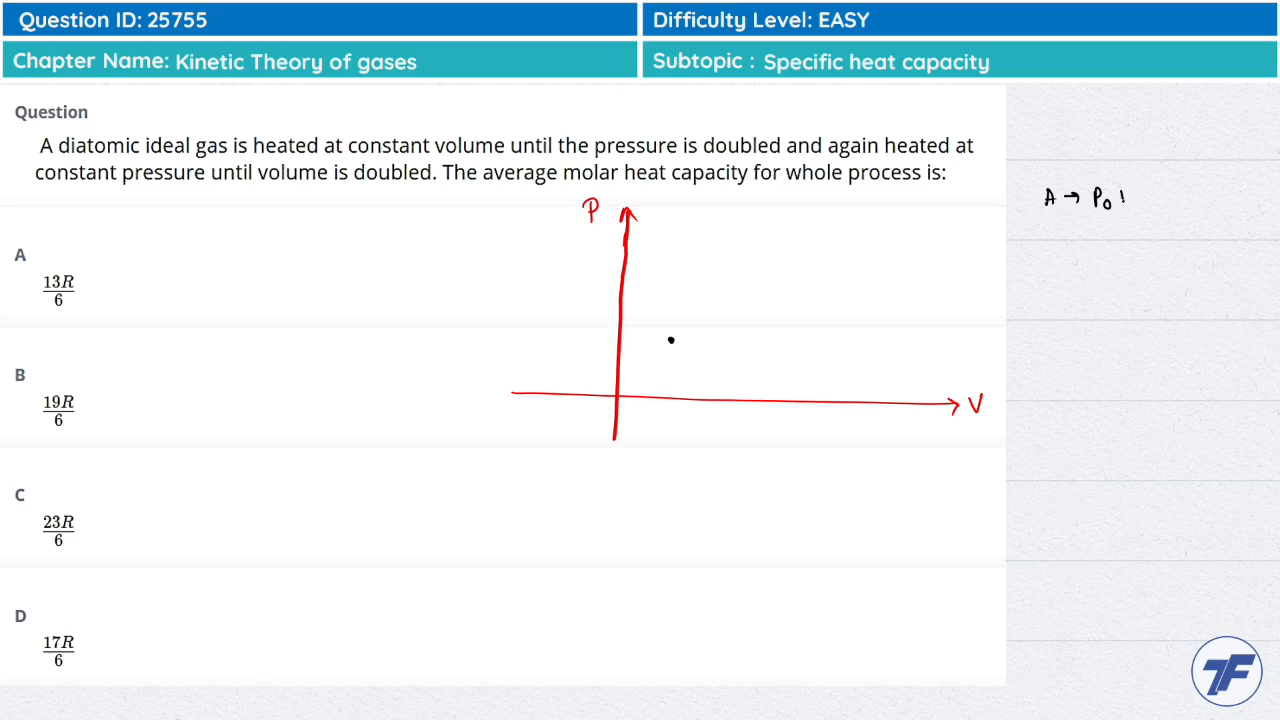 Question ID: 25755
Difficulty Level: EASY
Chapter Name: Kinetic Theory of gases
Subtopic : Specific heat capacity
Question
A diatomic ideal gas is heated at constant volume until the pressure is doubled and again heated at
constant pressure until volume is doubled. The average molar heat capacity for whole process is:
P
A → P₀
A
13R/6
B
19R/6
V
C
23R/6
D
17R/6
TF